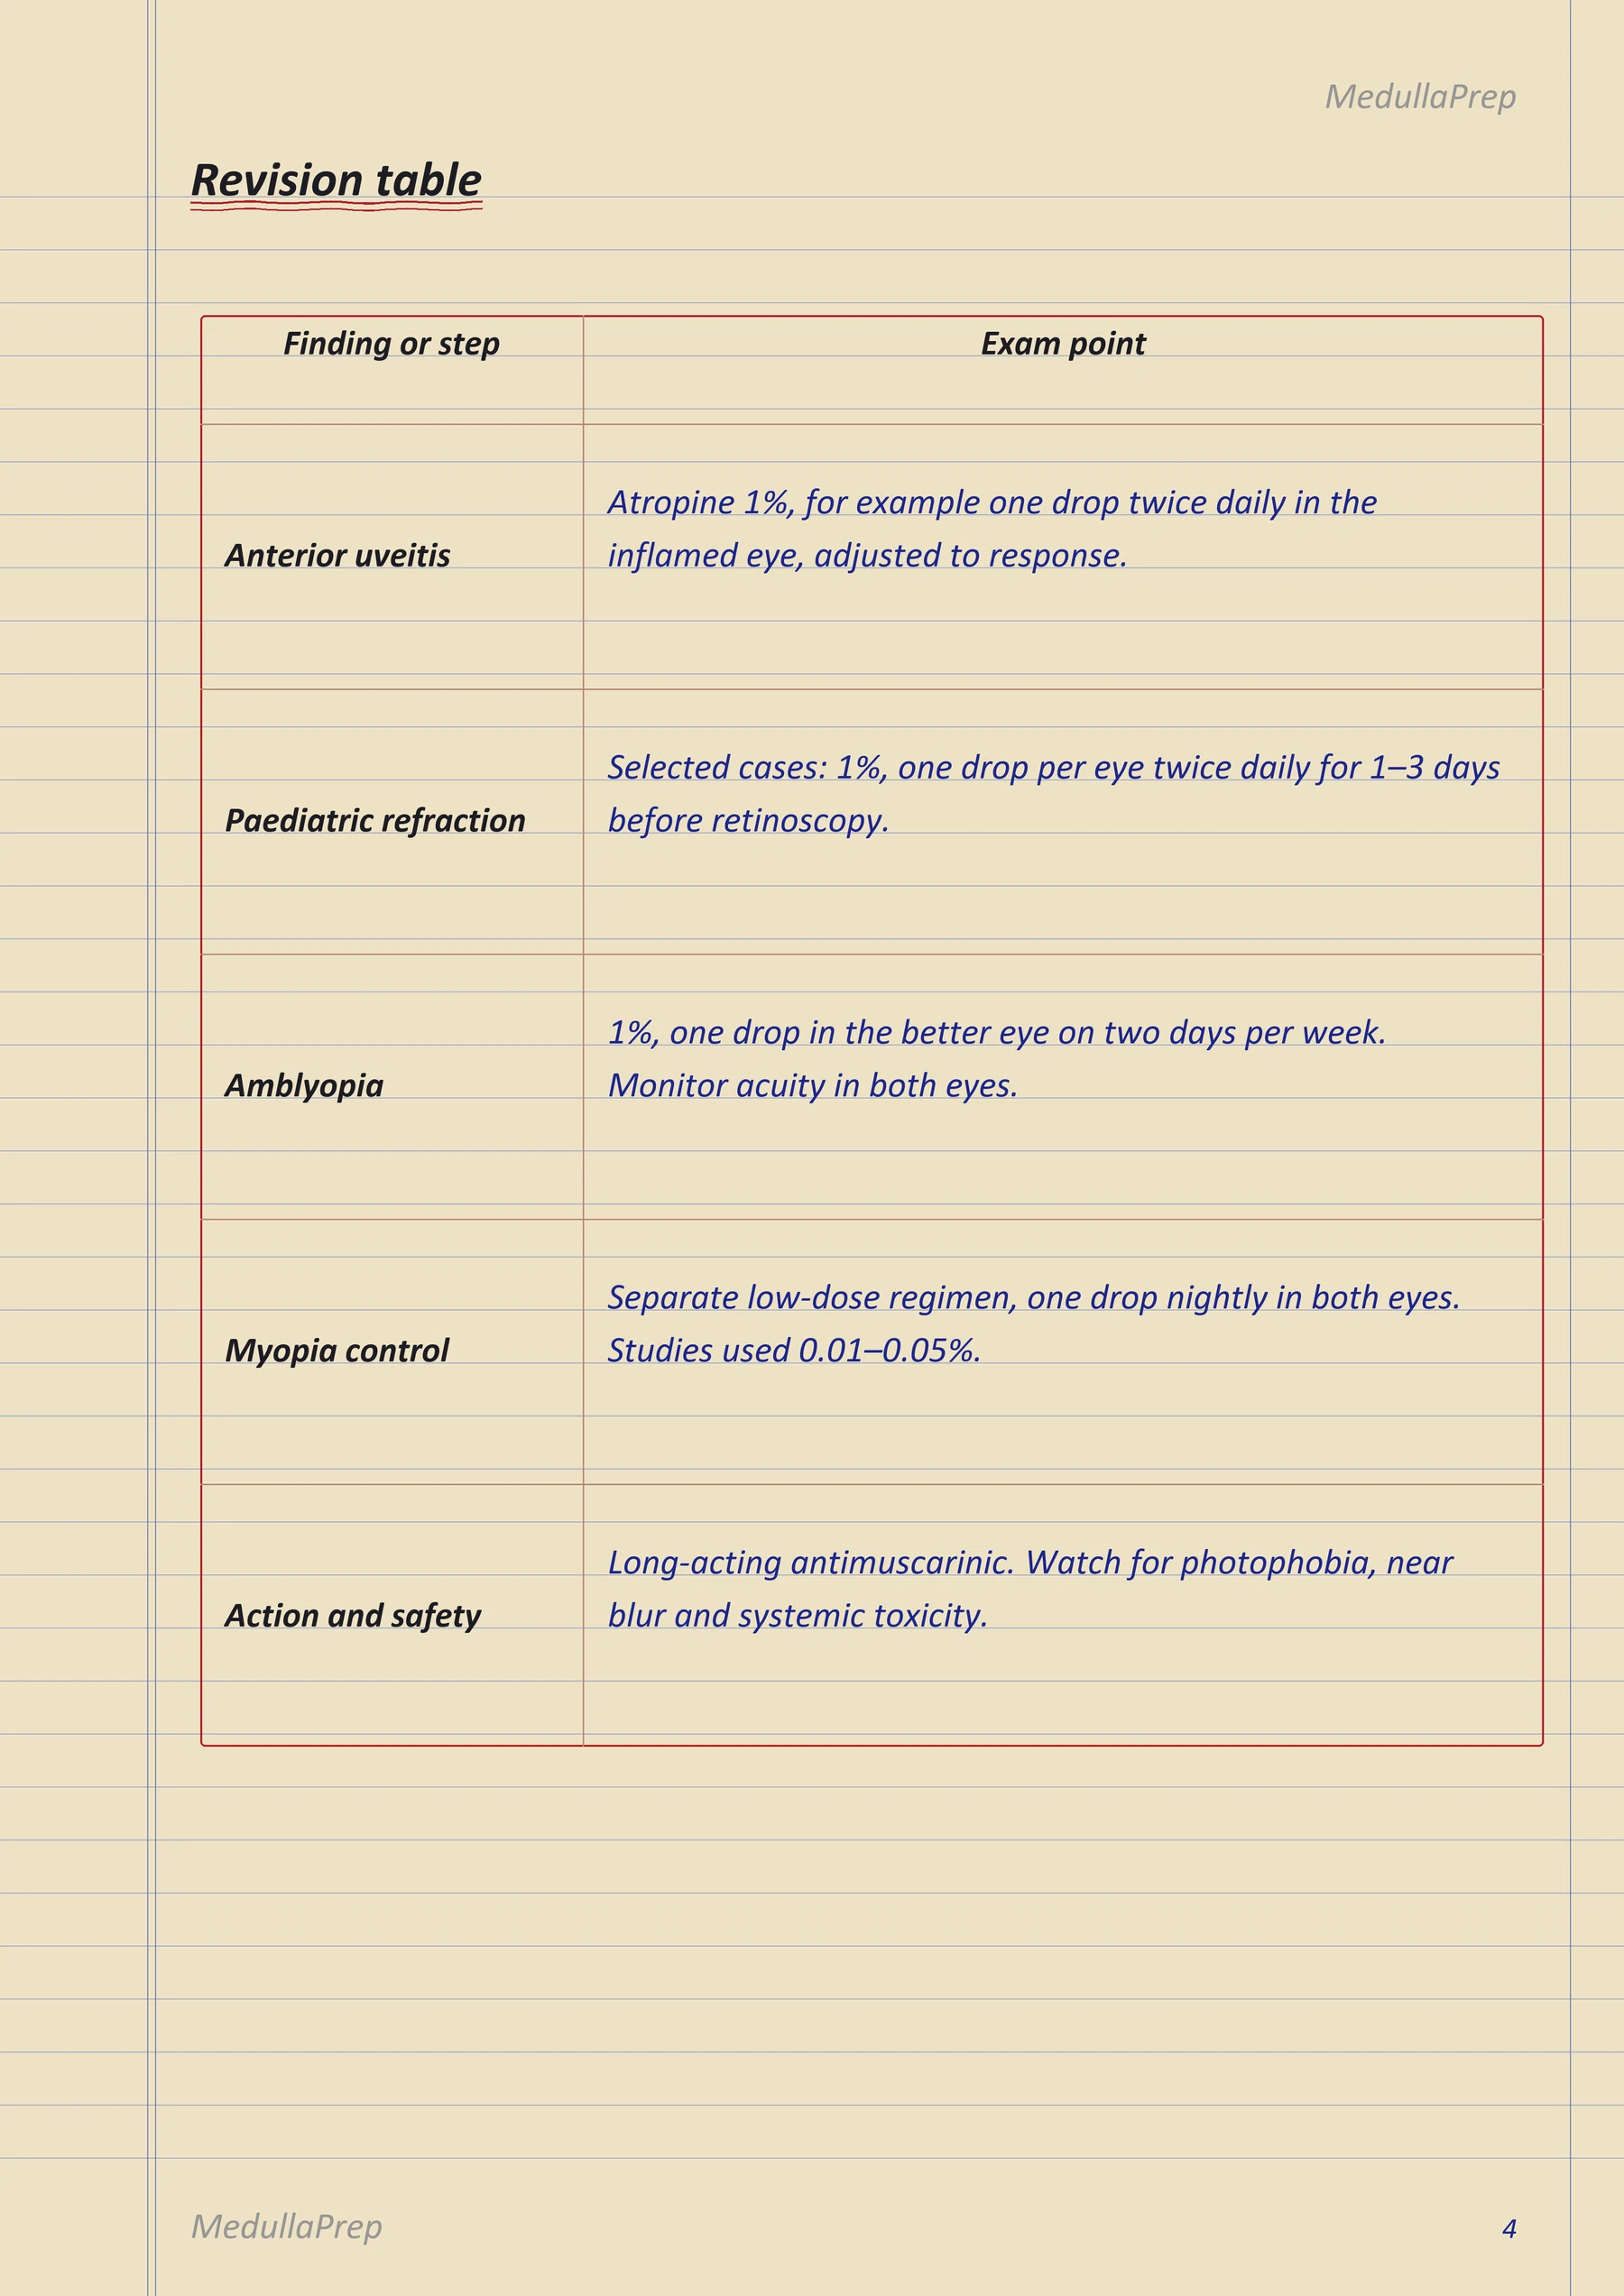 MedullaPrep
Revision table
Finding or step
Exam point
Anterior uveitis
Atropine 1%, for example one drop twice daily in the
inflamed eye, adjusted to response.
Paediatric refraction
Selected cases: 1%, one drop per eye twice daily for 1–3 days
before retinoscopy.
Amblyopia
1%, one drop in the better eye on two days per week.
Monitor acuity in both eyes.
Myopia control
Separate low-dose regimen, one drop nightly in both eyes.
Studies used 0.01–0.05%.
Action and safety
Long-acting antimuscarinic. Watch for photophobia, near
blur and systemic toxicity.
MedullaPrep
4